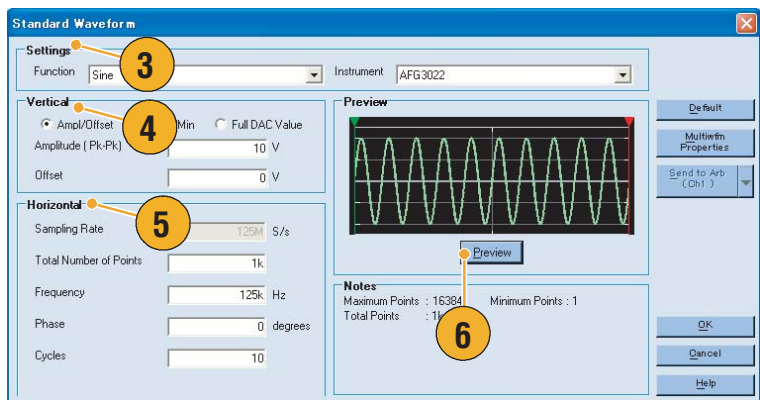 Standard Waveform
Settings
3
Function Sine
Instrument AFG3022
Vertical
4
Ampl/Offset Min Full DAC Value
Amplitude ( Pk-Pk) 10 V
Offset 0 V
Preview
Preview
6
Horizontal
5
Sampling Rate 125M S/s
Total Number of Points 1k
Frequency 125k Hz
Phase 0 degrees
Cycles 10
Notes
Maximum Points : 16384 Minimum Points : 1
Total Points : 1k
Default
Multiwfm
Properties
Send to Arb
(Ch1)
OK
Cancel
Help